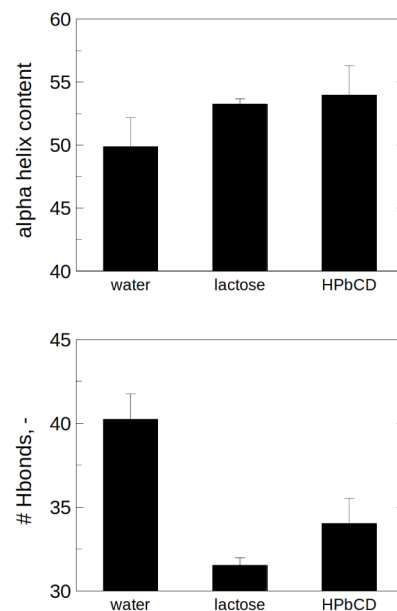 alpha helix content
60
55
50
45
40
water lactose HPbCD
# Hbonds, -
45
40
35
30
water lactose HPbCD